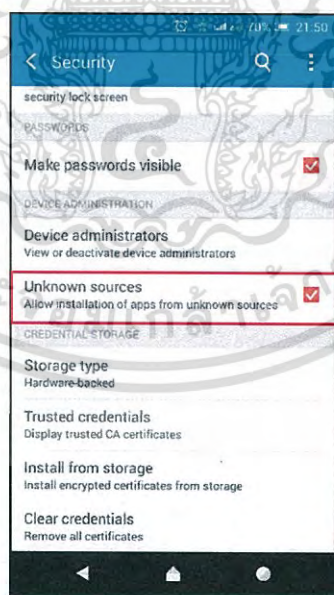 70% 21:50
Security
security lock screen
PASSWORDS
Make passwords visible
DEVICE ADMINISTRATION
Device administrators
View or deactivate device administrators
Unknown sources
Allow installation of apps from unknown sources
CREDENTIAL STORAGE
Storage type
Hardware-backed
Trusted credentials
Display trusted CA certificates
Install from storage
Install encrypted certificates from storage
Clear credentials
Remove all certificates